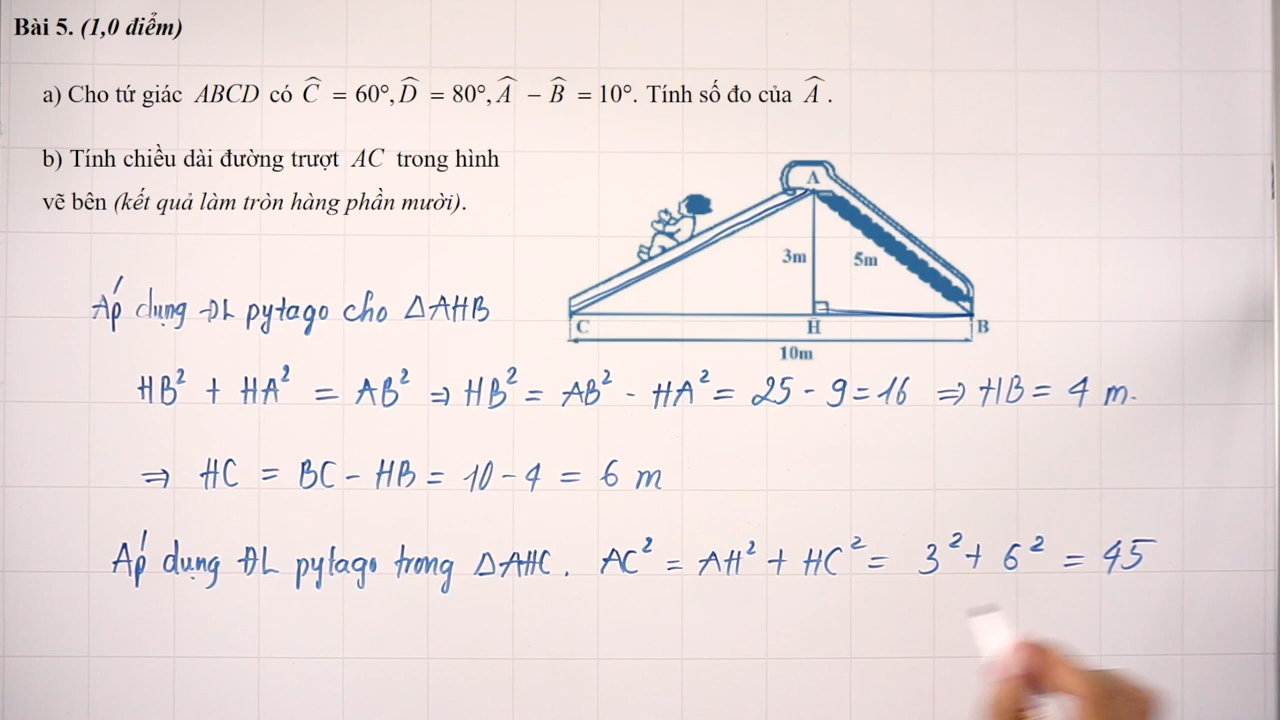 Bài 5. (1,0 điểm)
a) Cho tứ giác ABCD có Ĉ = 60°, D̂ = 80°, Â − B̂ = 10°. Tính số đo của Â.
b) Tính chiều dài đường trượt AC trong hình
vẽ bên (kết quả làm tròn hàng phần mười).
A
3m
5m
C
H
B
10m
Áp dụng ĐL pytago cho ΔAHB
HB² + HA² = AB² ⇒ HB² = AB² - HA² = 25 - 9 = 16 ⇒ HB = 4 m.
⇒ HC = BC - HB = 10 - 4 = 6 m
Áp dụng ĐL pytago trong ΔAHC. AC² = AH² + HC² = 3² + 6² = 45